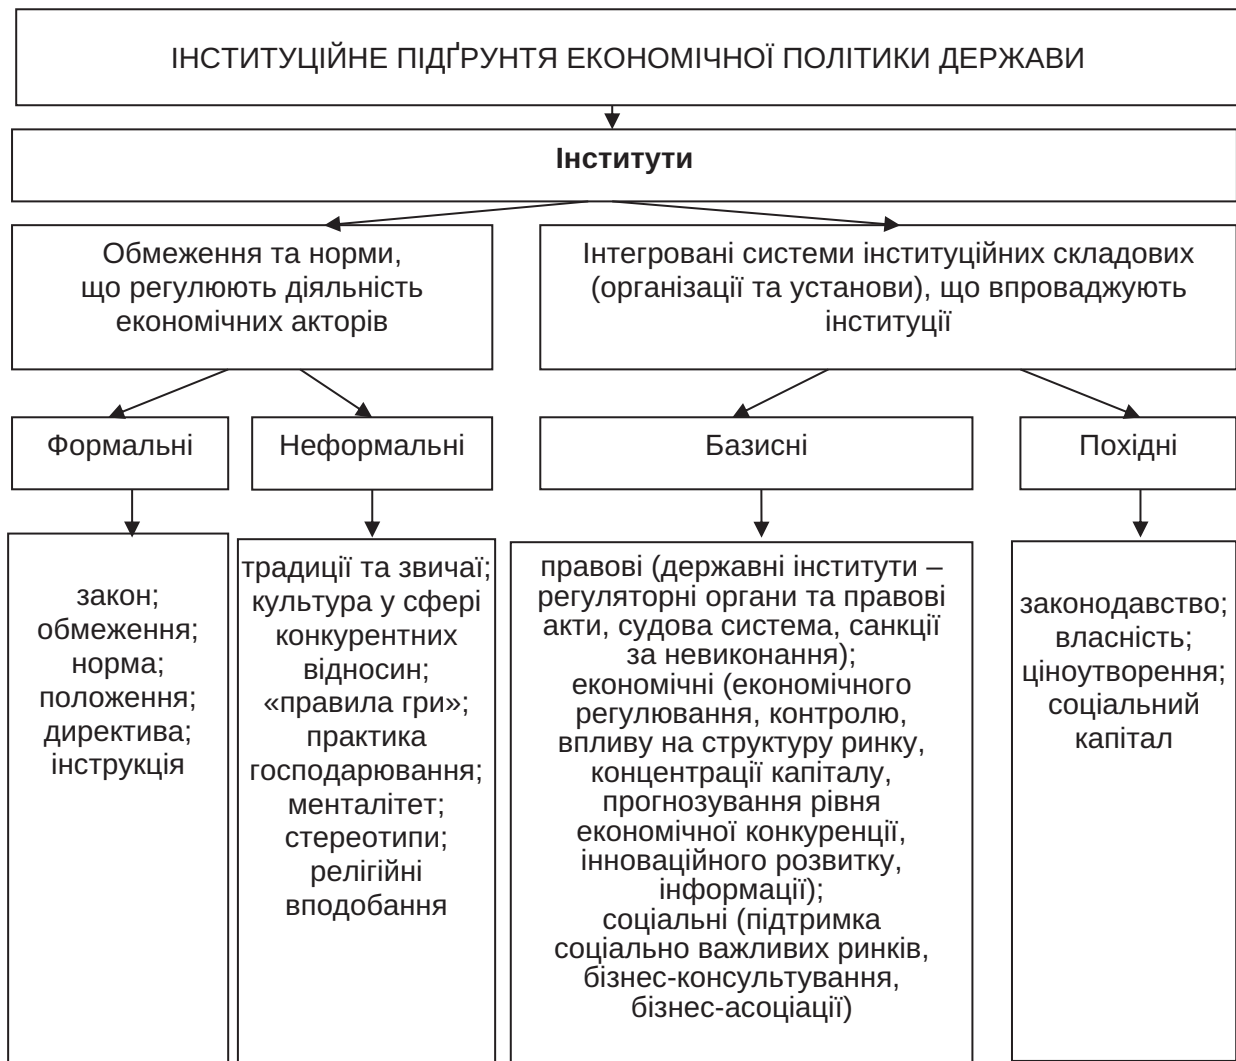 ІНСТИТУЦІЙНЕ ПІДҐРУНТЯ ЕКОНОМІЧНОЇ ПОЛІТИКИ ДЕРЖАВИ
Інститути
Обмеження та норми,
що регулюють діяльність
економічних акторів
Інтегровані системи інституційних складових
(організації та установи), що впроваджують
інституції
Формальні
Неформальні
Базисні
Похідні
закон;
обмеження;
норма;
положення;
директива;
інструкція
традиції та звичаї;
культура у сфері
конкурентних
відносин;
«правила гри»;
практика
господарювання;
менталітет;
стереотипи;
релігійні
вподобання
правові (державні інститути –
регуляторні органи та правові
акти, судова система, санкції
за невиконання);
економічні (економічного
регулювання, контролю,
впливу на структуру ринку,
концентрації капіталу,
прогнозування рівня
економічної конкуренції,
інноваційного розвитку,
інформації);
соціальні (підтримка
соціально важливих ринків,
бізнес-консультування,
бізнес-асоціації)
законодавство;
власність;
ціноутворення;
соціальний
капітал